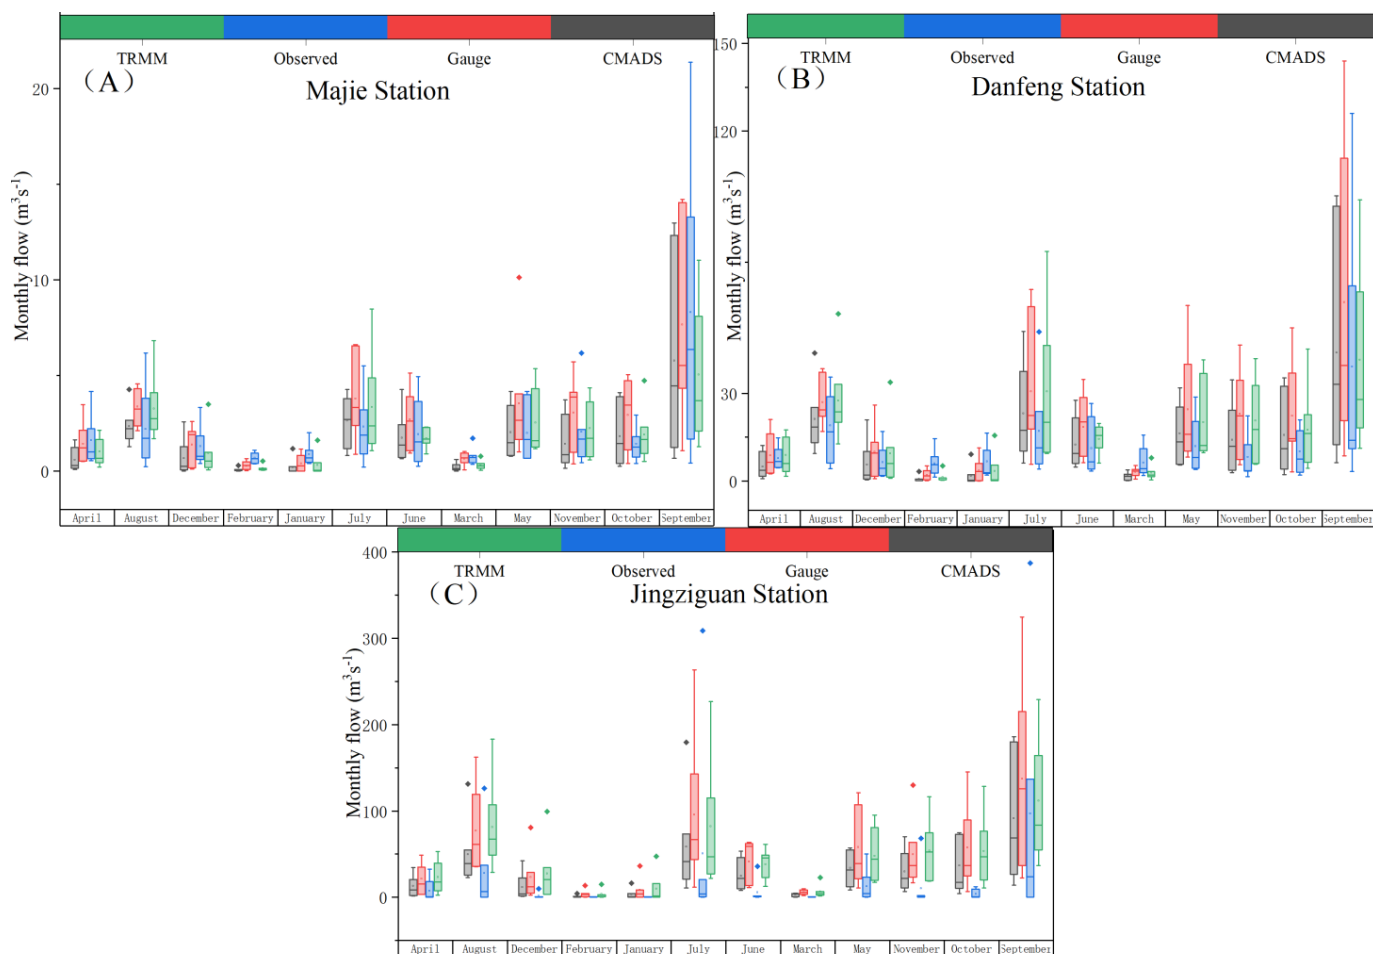 TRMM Observed Gauge CMADS
(A)
Majie Station
Monthly flow (m³s⁻¹)
20
10
0
April August December February January July June March May November October September
TRMM Observed Gauge CMADS
(B)
Danfeng Station
Monthly flow (m³s⁻¹)
150
120
30
0
April August December February January July June March May November October September
TRMM Observed Gauge CMADS
(C)
Jingziguan Station
Monthly flow (m³s⁻¹)
400
300
200
100
0
April August December February January July June March May November October September